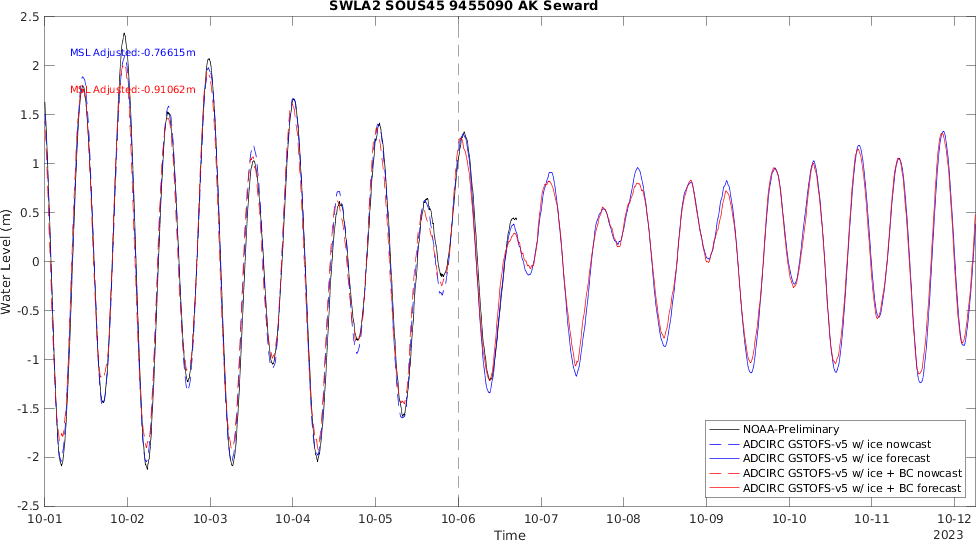 SWLA2 SOUS45 9455090 AK Seward
2.5
2
1.5
1
0.5
0
-0.5
-1
-1.5
-2
-2.5
Water Level (m)
MSL Adjusted:-0.76615m
MSL Adjusted:-0.91062m
NOAA-Preliminary
ADCIRC GSTOFS-v5 w/ ice nowcast
ADCIRC GSTOFS-v5 w/ ice forecast
ADCIRC GSTOFS-v5 w/ ice + BC nowcast
ADCIRC GSTOFS-v5 w/ ice + BC forecast
10-01 10-02 10-03 10-04 10-05 10-06 10-07 10-08 10-09 10-10 10-11 10-12
Time
2023